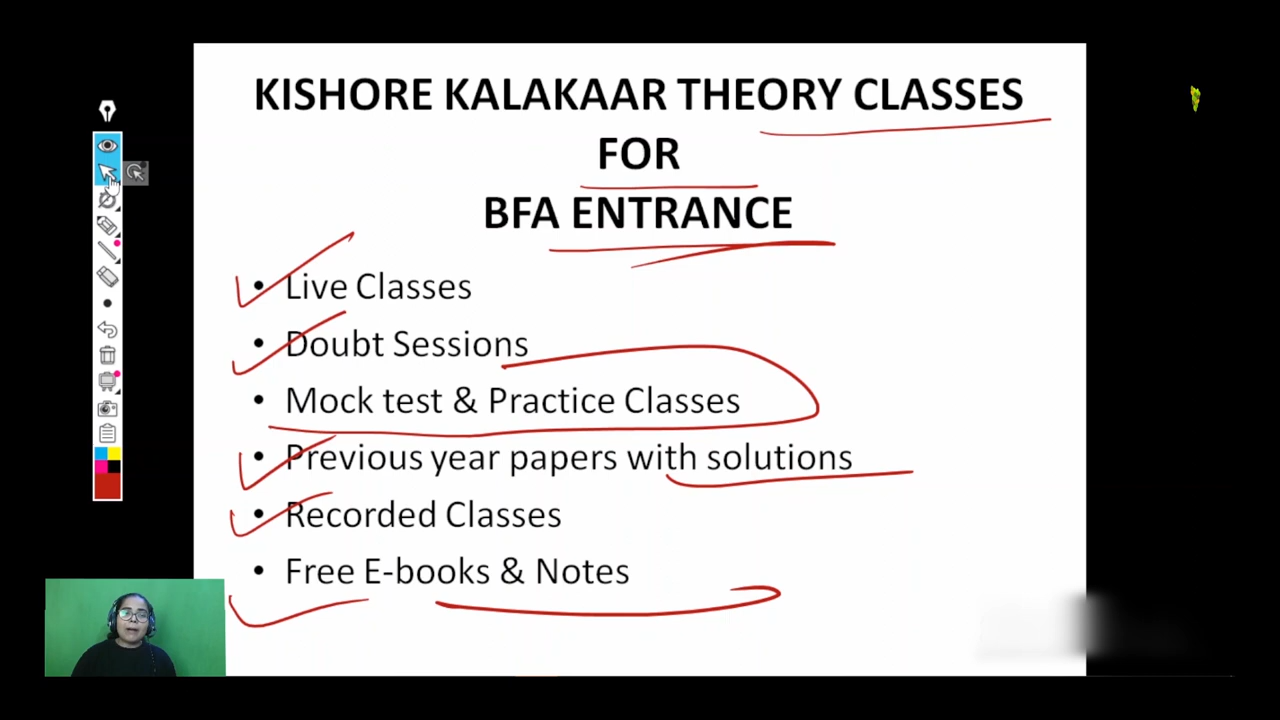 KISHORE KALAKAAR THEORY CLASSES
FOR
BFA ENTRANCE
• Live Classes
• Doubt Sessions
• Mock test & Practice Classes
• Previous year papers with solutions
• Recorded Classes
• Free E-books & Notes